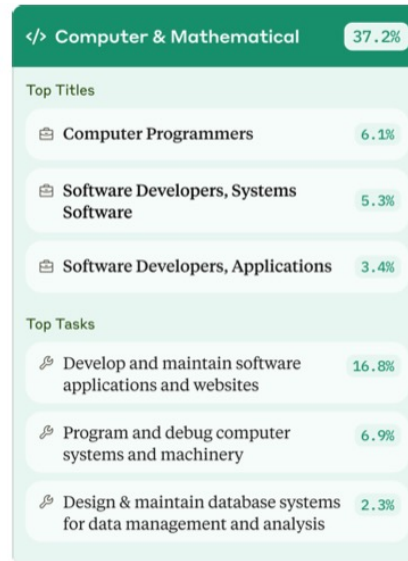 </> Computer & Mathematical 37.2%
Top Titles
Computer Programmers 6.1%
Software Developers, Systems
Software 5.3%
Software Developers, Applications 3.4%
Top Tasks
Develop and maintain software
applications and websites 16.8%
Program and debug computer
systems and machinery 6.9%
Design & maintain database systems
for data management and analysis 2.3%